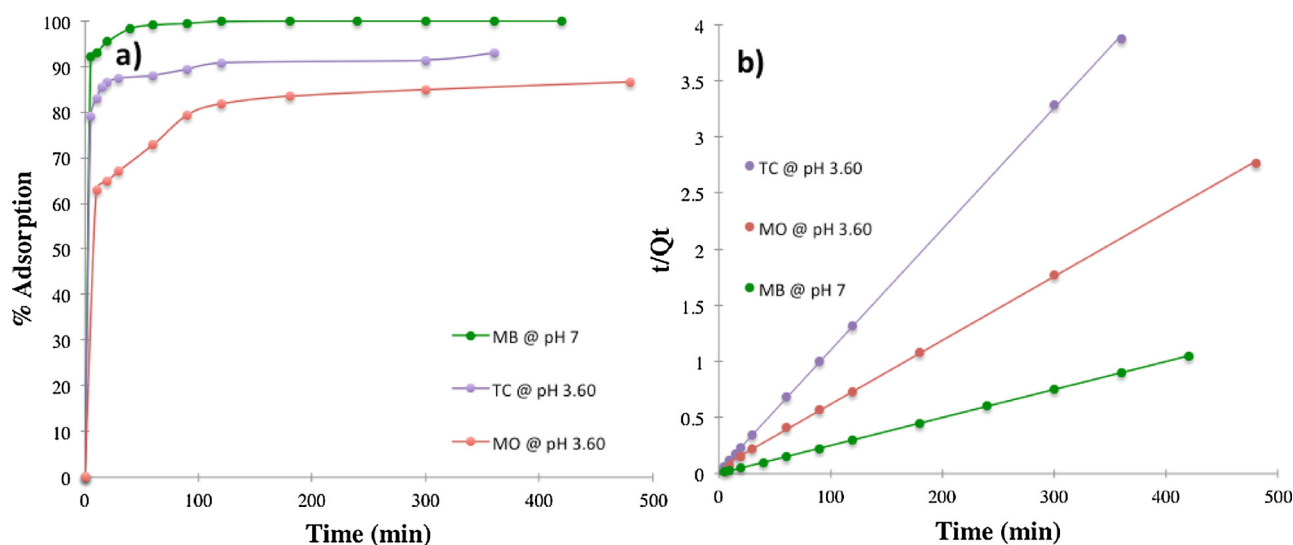 a)
% Adsorption
100
90
80
70
60
50
40
30
20
10
0
MB @ pH 7
TC @ pH 3.60
MO @ pH 3.60
0
100
200
300
400
500
Time (min)
b)
t/Qt
4
3.5
3
2.5
2
1.5
1
0.5
0
TC @ pH 3.60
MO @ pH 3.60
MB @ pH 7
0
100
200
300
400
500
Time (min)